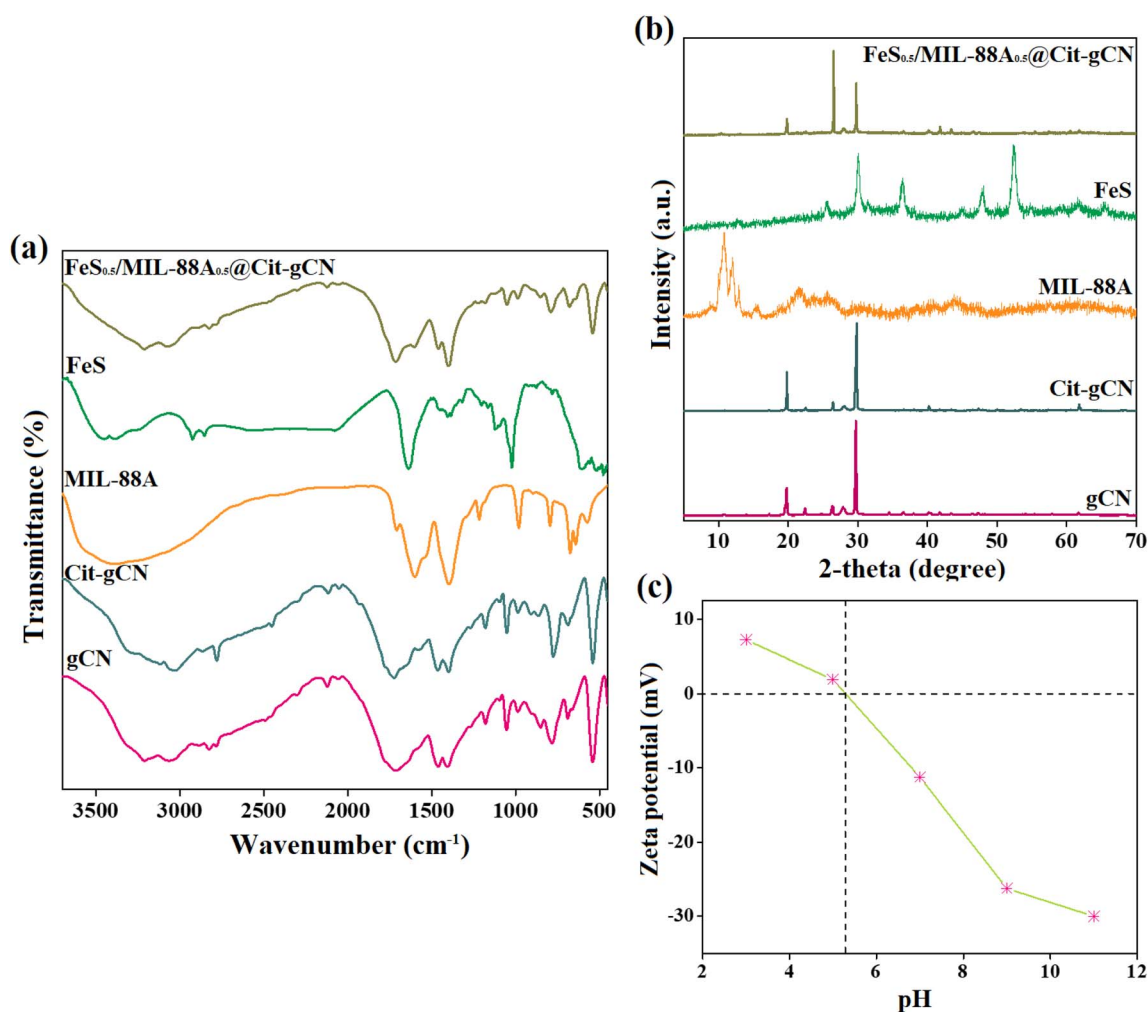 (a)
FeS₀.₅/MIL-88A₀.₅@Cit-gCN
FeS
MIL-88A
Cit-gCN
gCN
Transmittance (%)
3500 3000 2500 2000 1500 1000 500
Wavenumber (cm⁻¹)
(b)
FeS₀.₅/MIL-88A₀.₅@Cit-gCN
FeS
MIL-88A
Cit-gCN
gCN
Intensity (a.u.)
10 20 30 40 50 60 70
2-theta (degree)
(c)
10
0
-10
-20
-30
Zeta potential (mV)
2 4 6 8 10 12
pH